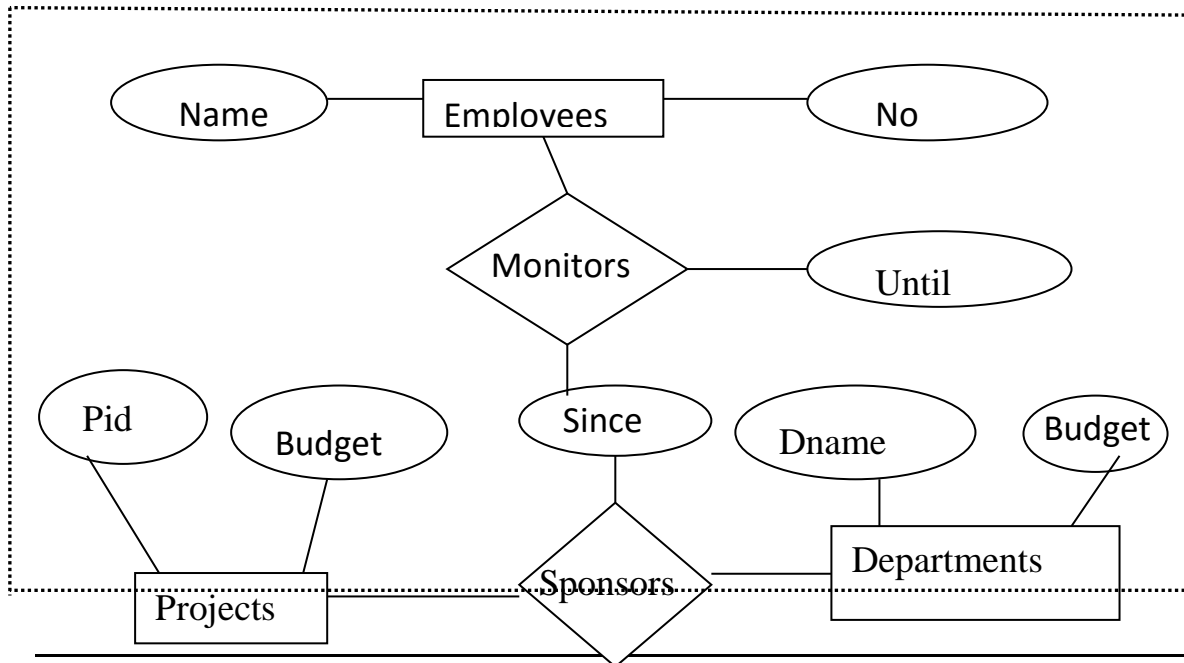 Name
Employees
No
Monitors
Until
Pid
Budget
Since
Dname
Budget
Departments
Sponsors
Projects